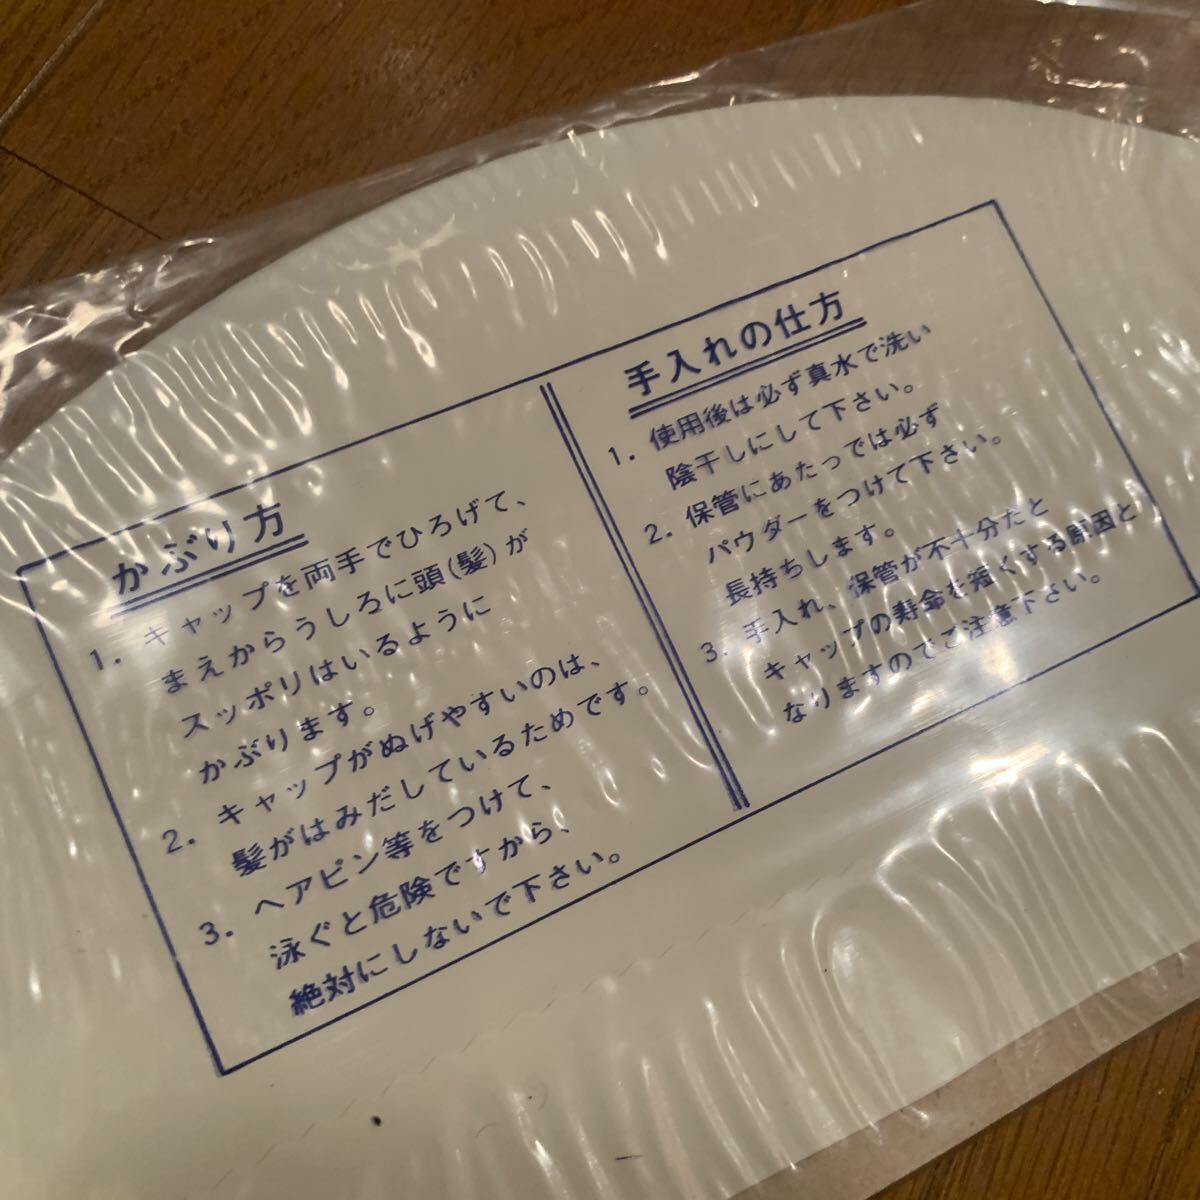 かぶり方
1. キャップを両手でひろげて、
まえからうしろに頭(髪)が
スッポリはいるように
かぶります。
2. キャップがぬげやすいのは、
髪がはみだしているためです。
3. ヘアピン等をつけて、
泳ぐと危険ですから、
絶対にしないで下さい。
手入れの仕方
1. 使用後は必ず真水で洗い
陰干しにして下さい。
2. 保管にあたっでは必ず
パウダーをつけて下さい。
長持ちします。
3. 手入れ、保管が不十分だと
キャップの寿命を短くする原因と
なりますのでご注意下さい。